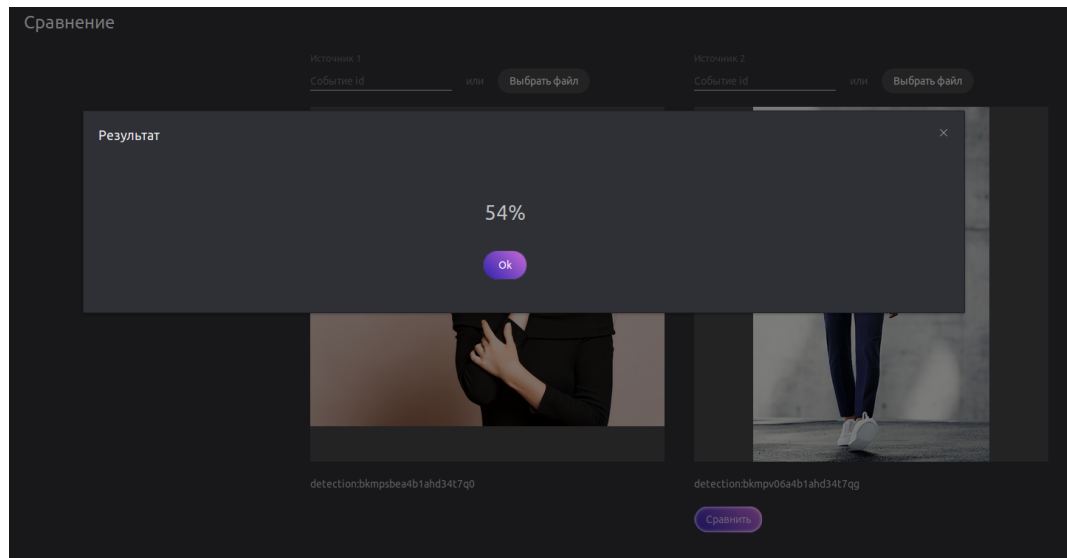 Сравнение
Источник 1
Событие id
или
Выбрать файл
Источник 2
Событие id
или
Выбрать файл
Результат
×
54%
Ok
detection:bkmpsbea4b1ahd34t7q0
detection:bkmpv06a4b1ahd34t7qg
Сравнить